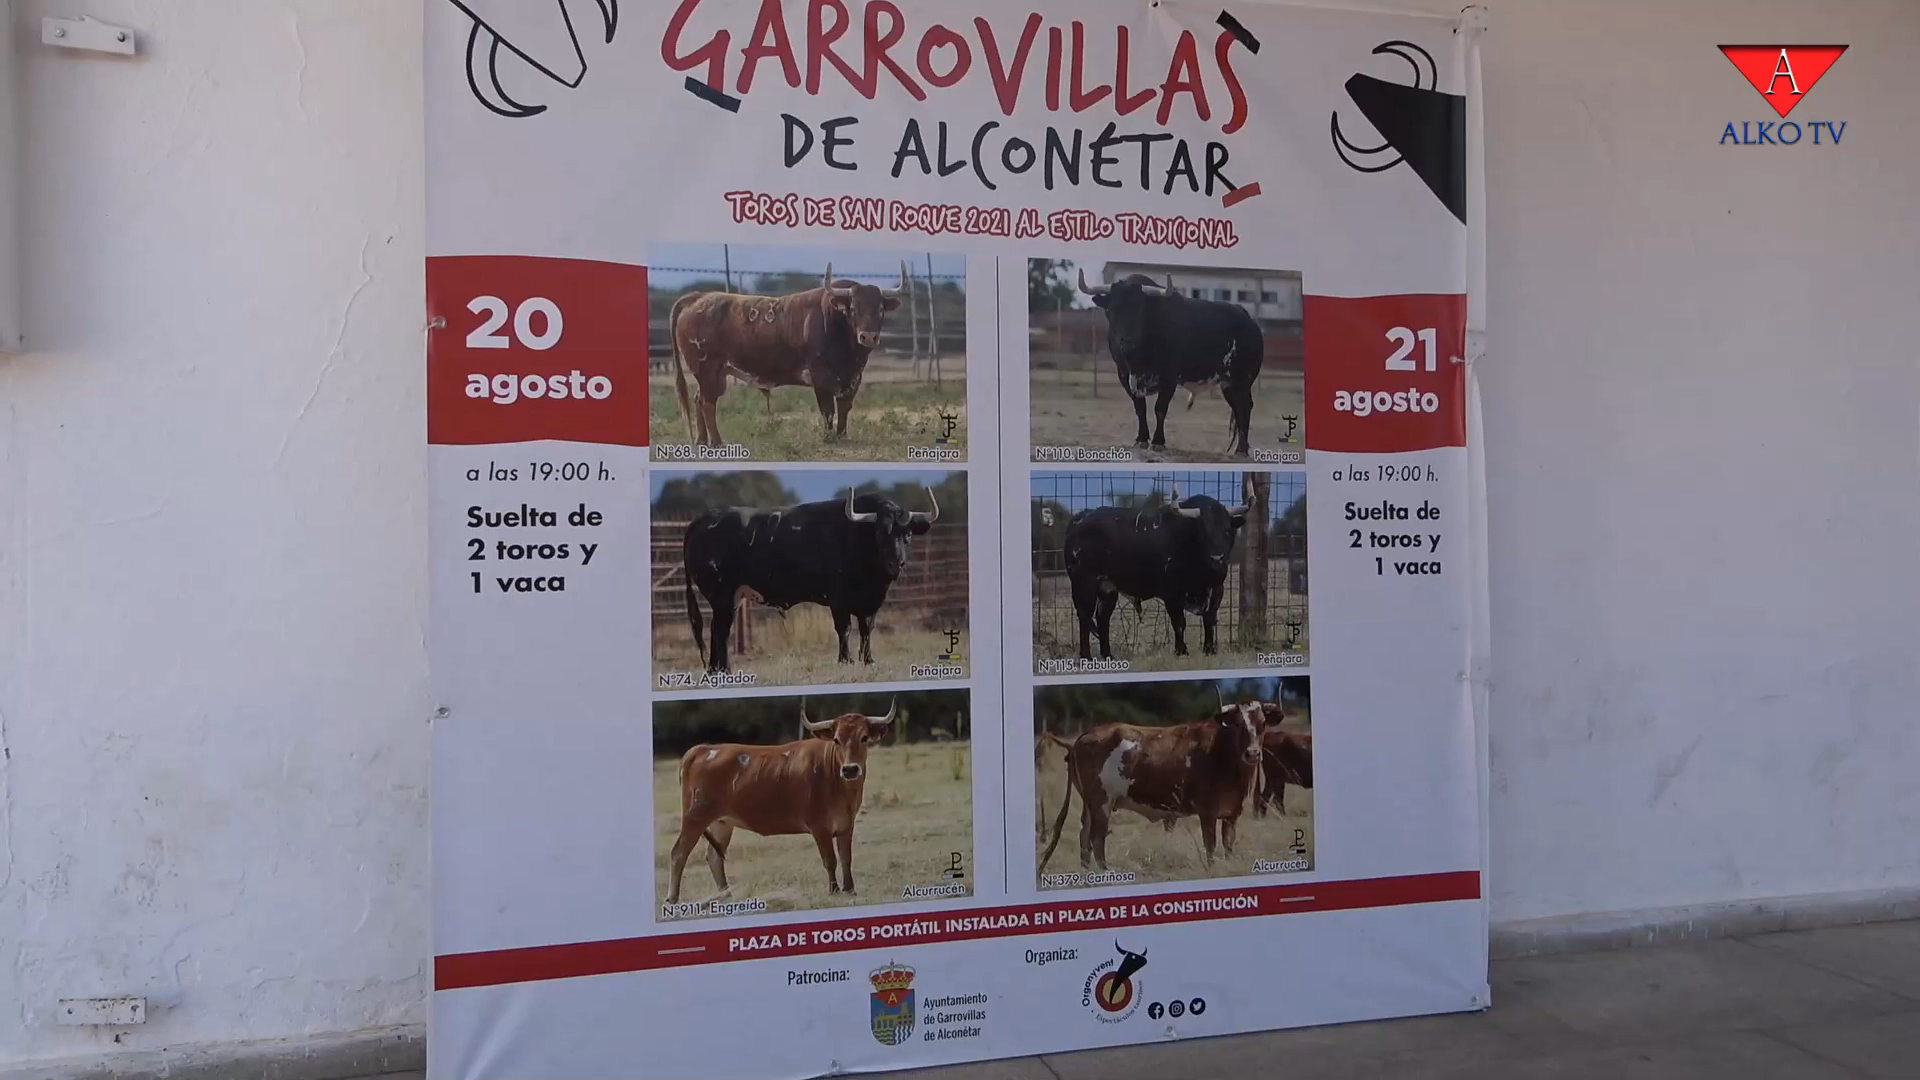 GARROVILLAS
DE ALCONÉTAR
TOROS DE SAN ROQUE 2021 AL ESTILO TRADICIONAL
20
agosto
a las 19:00 h.
Suelta de
2 toros y
1 vaca
Nº68. Peralillo
Peñajara
Nº74. Agitador
Peñajara
Nº911. Engreída
Alcurrucén
Nº110. Bonachón
Peñajara
Nº115. Fabuloso
Peñajara
Nº379. Cariñosa
Alcurrucén
21
agosto
a las 19:00 h.
Suelta de
2 toros y
1 vaca
PLAZA DE TOROS PORTÁTIL INSTALADA EN PLAZA DE LA CONSTITUCIÓN
Patrocina:
A
Ayuntamiento
de Garrovillas
de Alconétar
Organiza:
Organyvent
A
ALKO TV